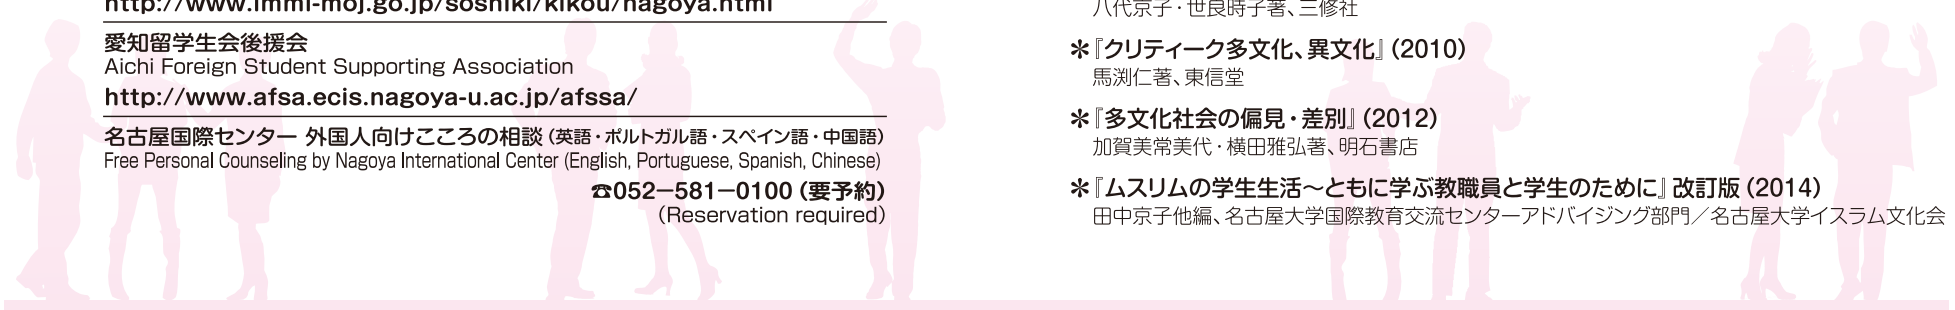 http://www.immi-moj.go.jp/soshiki/kikou/nagoya.html
愛知留学生会後援会
Aichi Foreign Student Supporting Association
http://www.afsa.ecis.nagoya-u.ac.jp/afssa/
名古屋国際センター 外国人向けこころの相談（英語・ポルトガル語・スペイン語・中国語）
Free Personal Counseling by Nagoya International Center (English, Portuguese, Spanish, Chinese)
☎052−581−0100（要予約）
(Reservation required)
八代京子・世良時子著、三修社
＊『クリティーク多文化、異文化』（2010）
馬渕仁著、東信堂
＊『多文化社会の偏見・差別』（2012）
加賀美常美代・横田雅弘著、明石書店
＊『ムスリムの学生生活～ともに学ぶ教職員と学生のために』改訂版（2014）
田中京子他編、名古屋大学国際教育交流センターアドバイジング部門／名古屋大学イスラム文化会